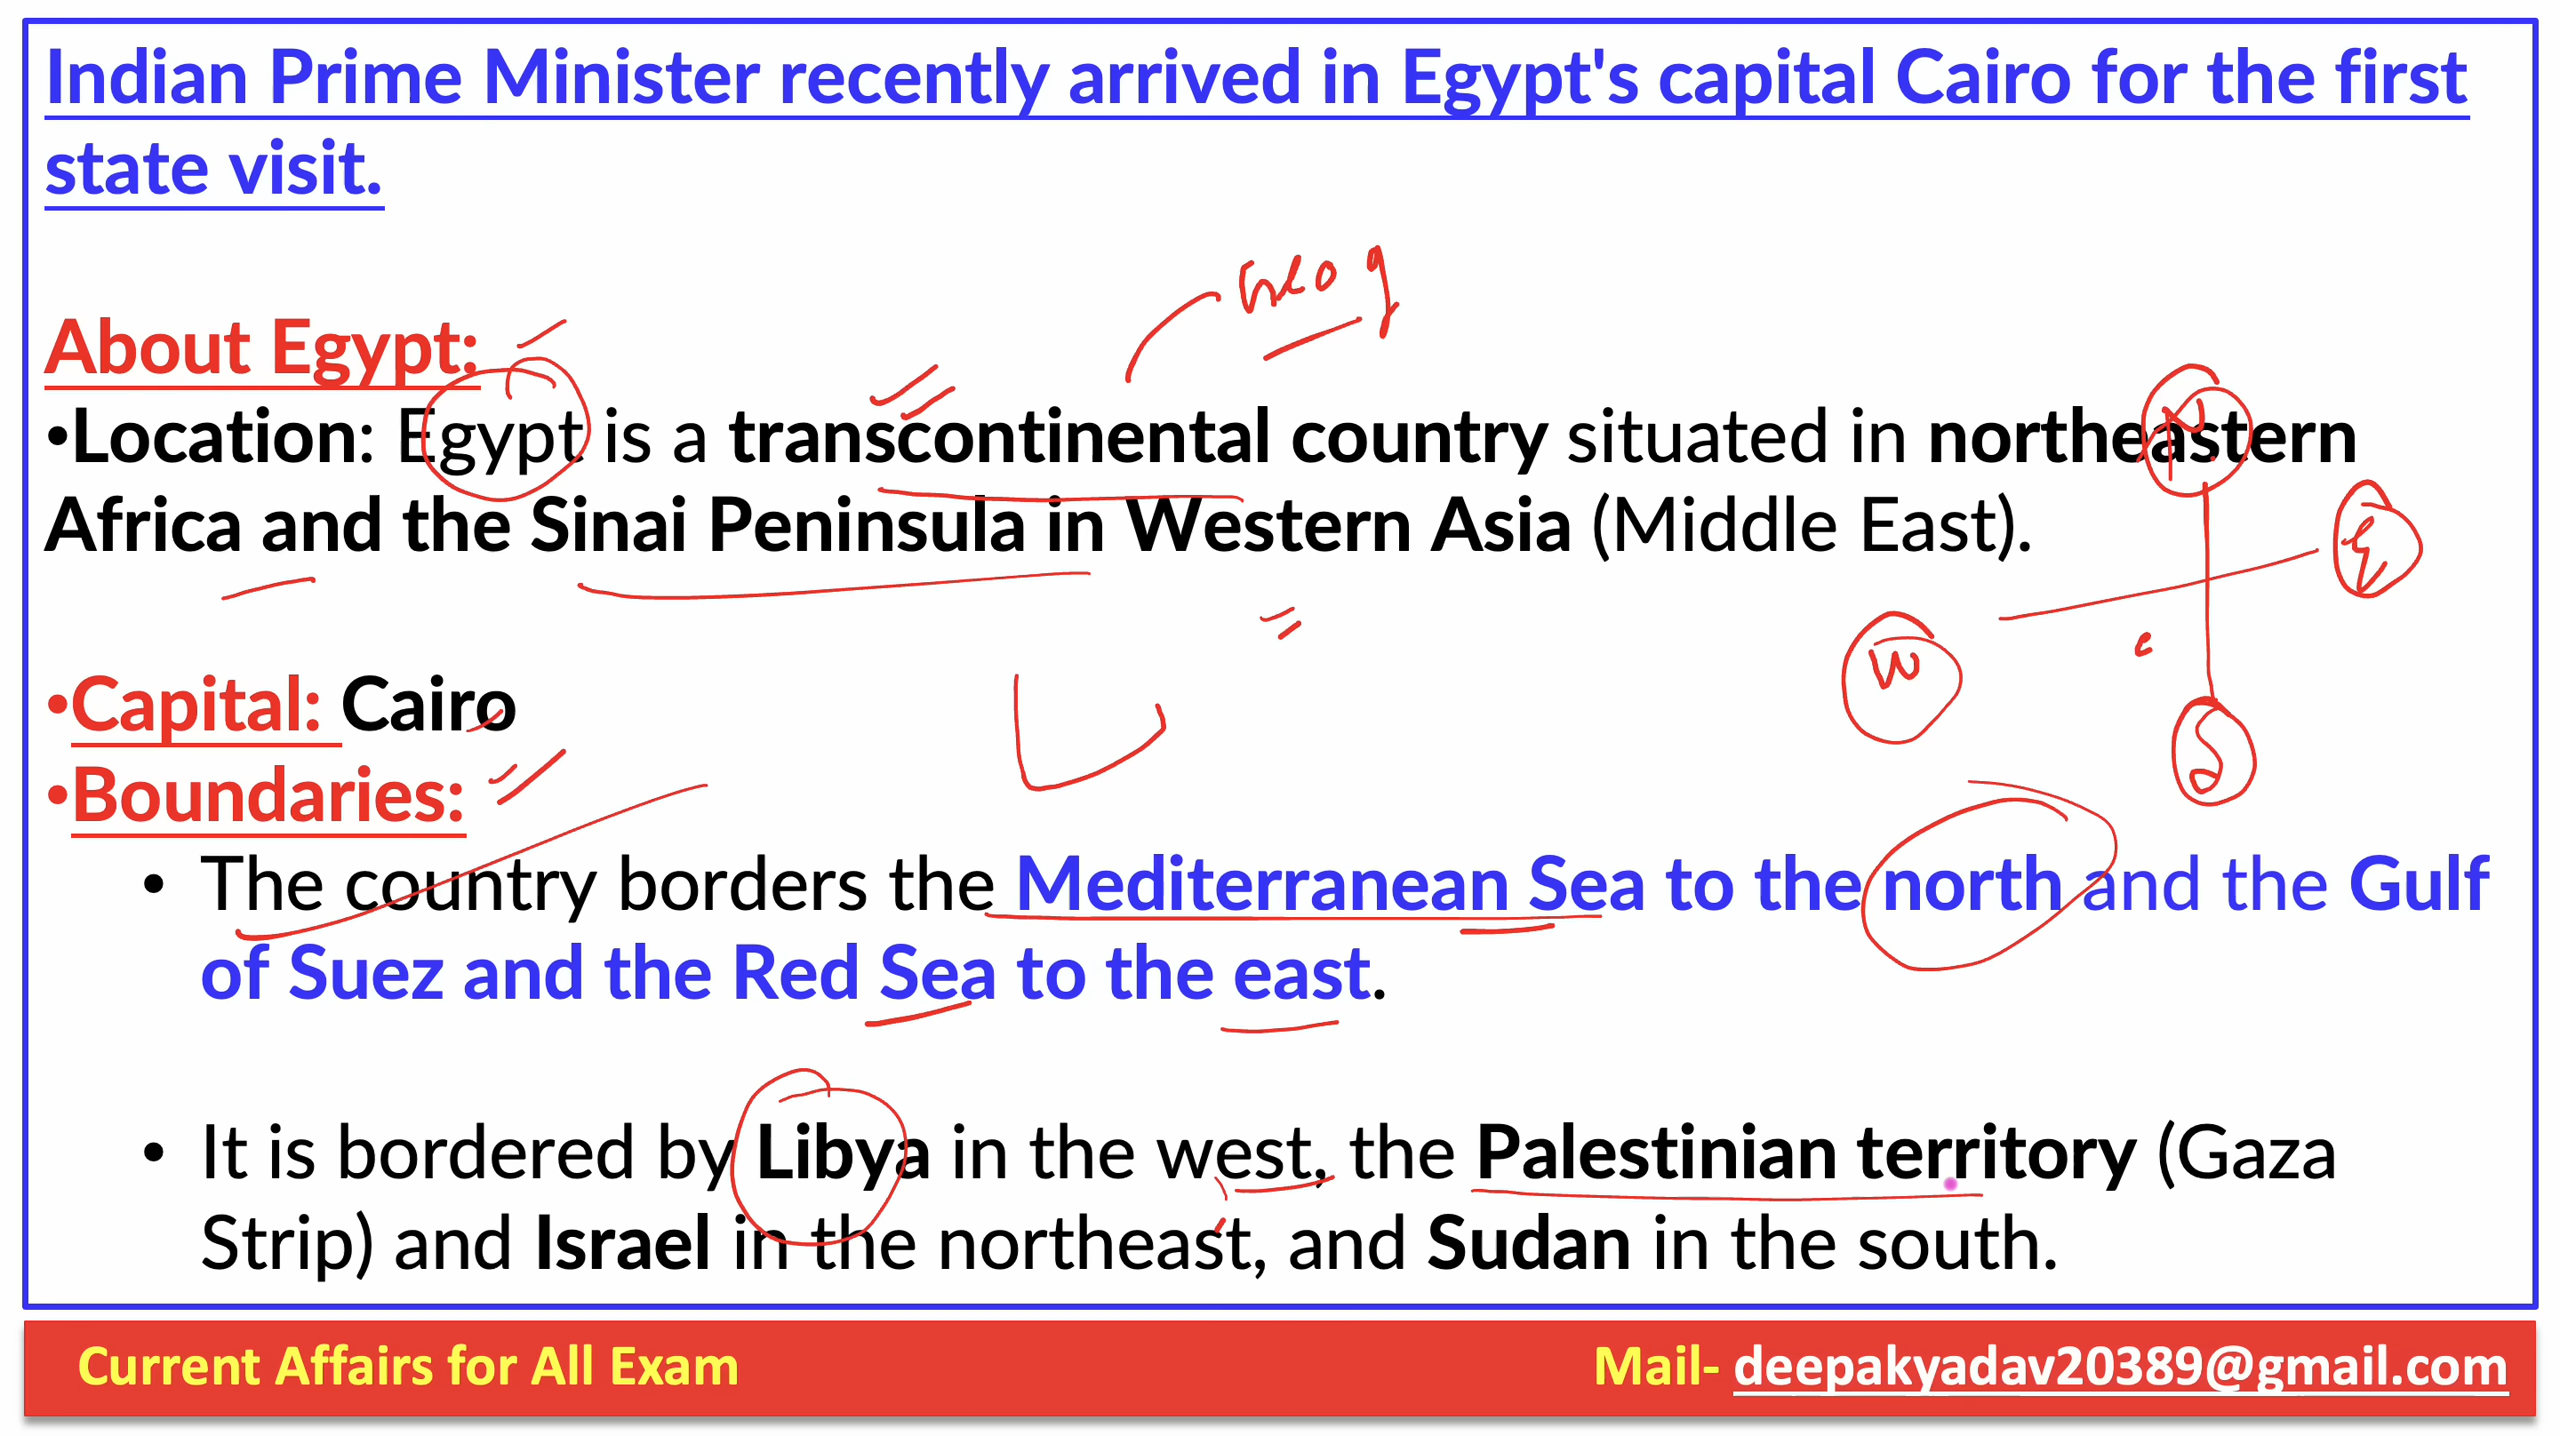 Indian Prime Minister recently arrived in Egypt's capital Cairo for the first
state visit.
Geog
About Egypt:
•Location: Egypt is a transcontinental country situated in northeastern
N
Africa and the Sinai Peninsula in Western Asia (Middle East).
E
W
•Capital: Cairo
S
•Boundaries:
• The country borders the Mediterranean Sea to the north and the Gulf
of Suez and the Red Sea to the east.
• It is bordered by Libya in the west, the Palestinian territory (Gaza
Strip) and Israel in the northeast, and Sudan in the south.
Current Affairs for All Exam
Mail- deepakyadav20389@gmail.com